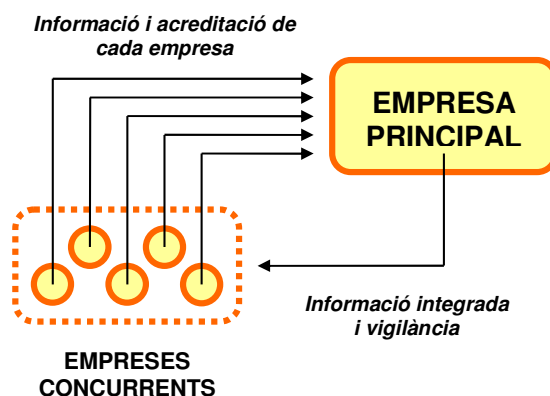 Informació i acreditació de
cada empresa
EMPRESA
PRINCIPAL
Informació integrada
i vigilància
EMPRESES
CONCURRENTS